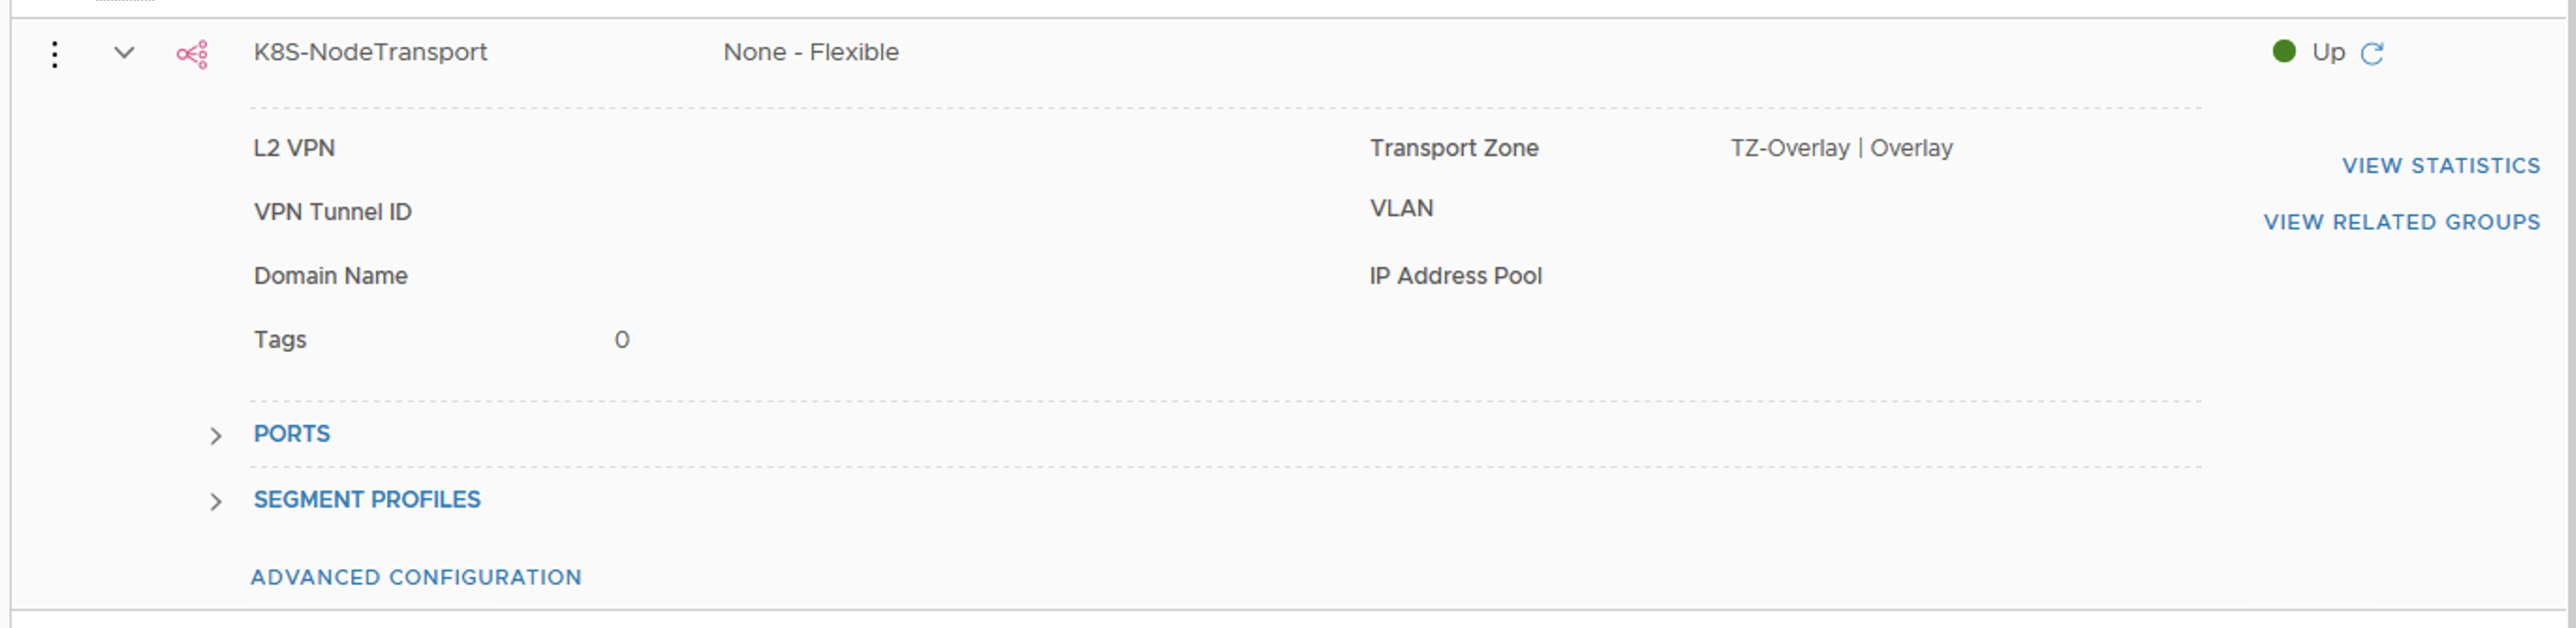 K8S-NodeTransport None - Flexible Up
L2 VPN Transport Zone TZ-Overlay | Overlay
VIEW STATISTICS
VPN Tunnel ID VLAN
VIEW RELATED GROUPS
Domain Name IP Address Pool
Tags 0
PORTS
SEGMENT PROFILES
ADVANCED CONFIGURATION